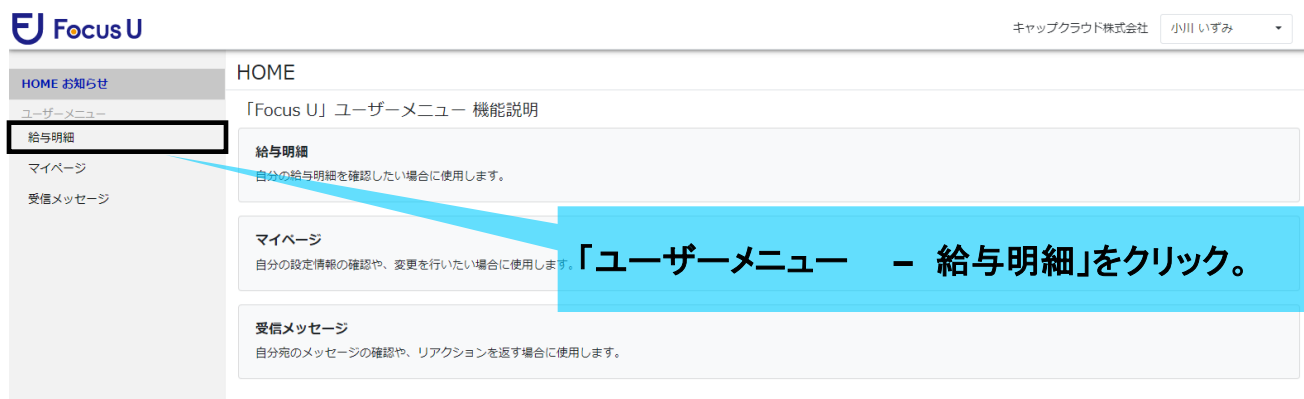 Focus U
キャップクラウド株式会社 小川 いずみ
HOME お知らせ
ユーザーメニュー
給与明細
マイページ
受信メッセージ
HOME
「Focus U」ユーザーメニュー 機能説明
給与明細
自分の給与明細を確認したい場合に使用します。
マイページ
自分の設定情報の確認や、変更を行いたい場合に使用します。
「ユーザーメニュー － 給与明細」をクリック。
受信メッセージ
自分宛のメッセージの確認や、リアクションを返す場合に使用します。